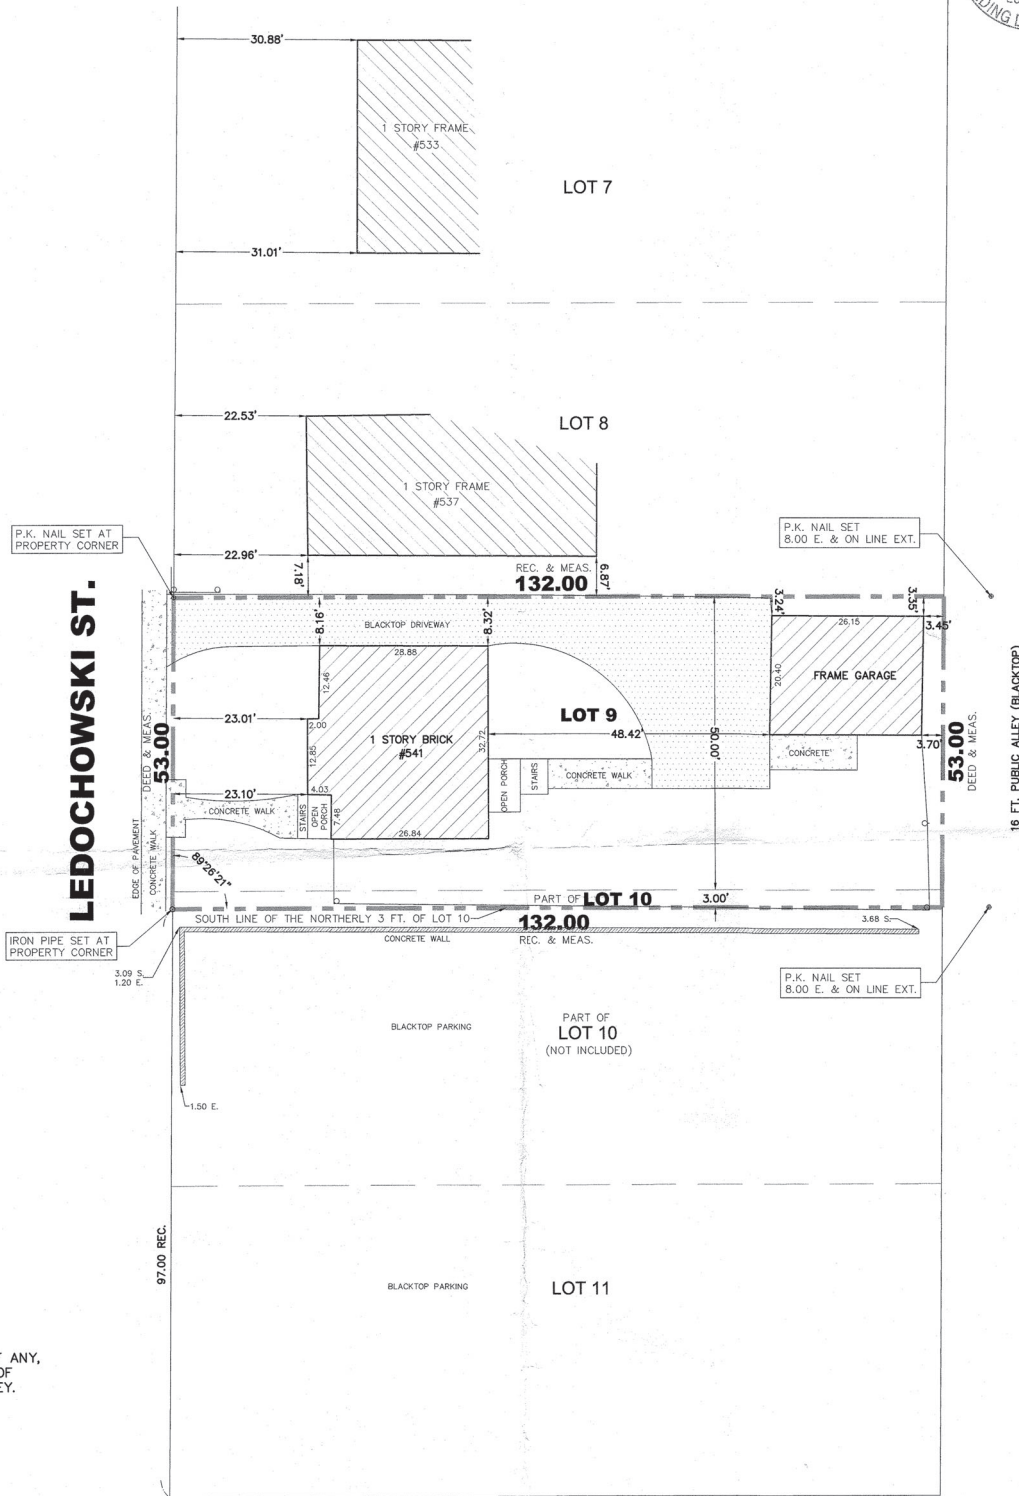 DING L
30.88'
1 STORY FRAME
#533
LOT 7
31.01'
22.53'
LOT 8
1 STORY FRAME
#537
P.K. NAIL SET AT
PROPERTY CORNER
22.96'
7.18'
REC. & MEAS.
132.00
6.87'
P.K. NAIL SET
8.00 E. & ON LINE EXT.
LEDOCHOWSKI ST.
8.16'
BLACKTOP DRIVEWAY
8.32'
3.24'
3.35'
26.15
3.45'
28.88
12.46
20.40
FRAME GARAGE
DEED & MEAS.
53.00
23.01'
2.00
1 STORY BRICK
#541
12.85
32.72
LOT 9
48.42'
50.00'
3.70'
CONCRETE
DEED & MEAS.
53.00
16 FT. PUBLIC ALLEY (BLACKTOP)
23.10'
4.03
CONCRETE WALK
STAIRS
OPEN
PORCH
7.48
26.84
OPEN PORCH
STAIRS
CONCRETE WALK
EDGE OF PAVEMENT
CONCRETE WALK
89°26'21"
PART OF LOT 10
3.00'
SOUTH LINE OF THE NORTHERLY 3 FT. OF LOT 10
132.00
REC. & MEAS.
3.68 S.
IRON PIPE SET AT
PROPERTY CORNER
CONCRETE WALL
3.09 S.
1.20 E.
P.K. NAIL SET
8.00 E. & ON LINE EXT.
BLACKTOP PARKING
PART OF
LOT 10
(NOT INCLUDED)
1.50 E.
97.00 REC.
BLACKTOP PARKING
LOT 11
ANY,
OF
EY.